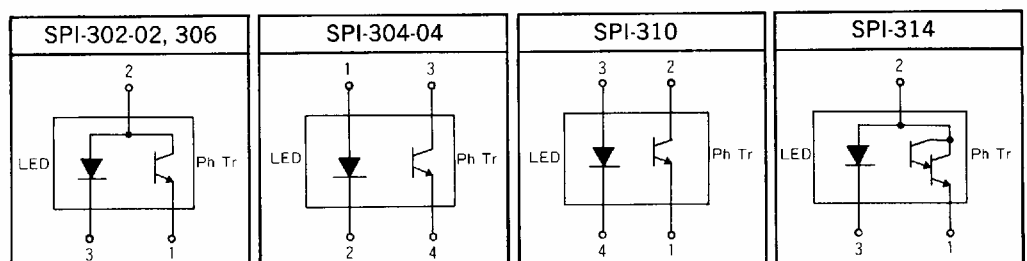 SPI-302-02, 306
2
LED
Ph Tr
3
1
SPI-304-04
1
3
LED
Ph Tr
2
4
SPI-310
3
2
LED
Ph Tr
4
1
SPI-314
2
LED
Ph Tr
3
1